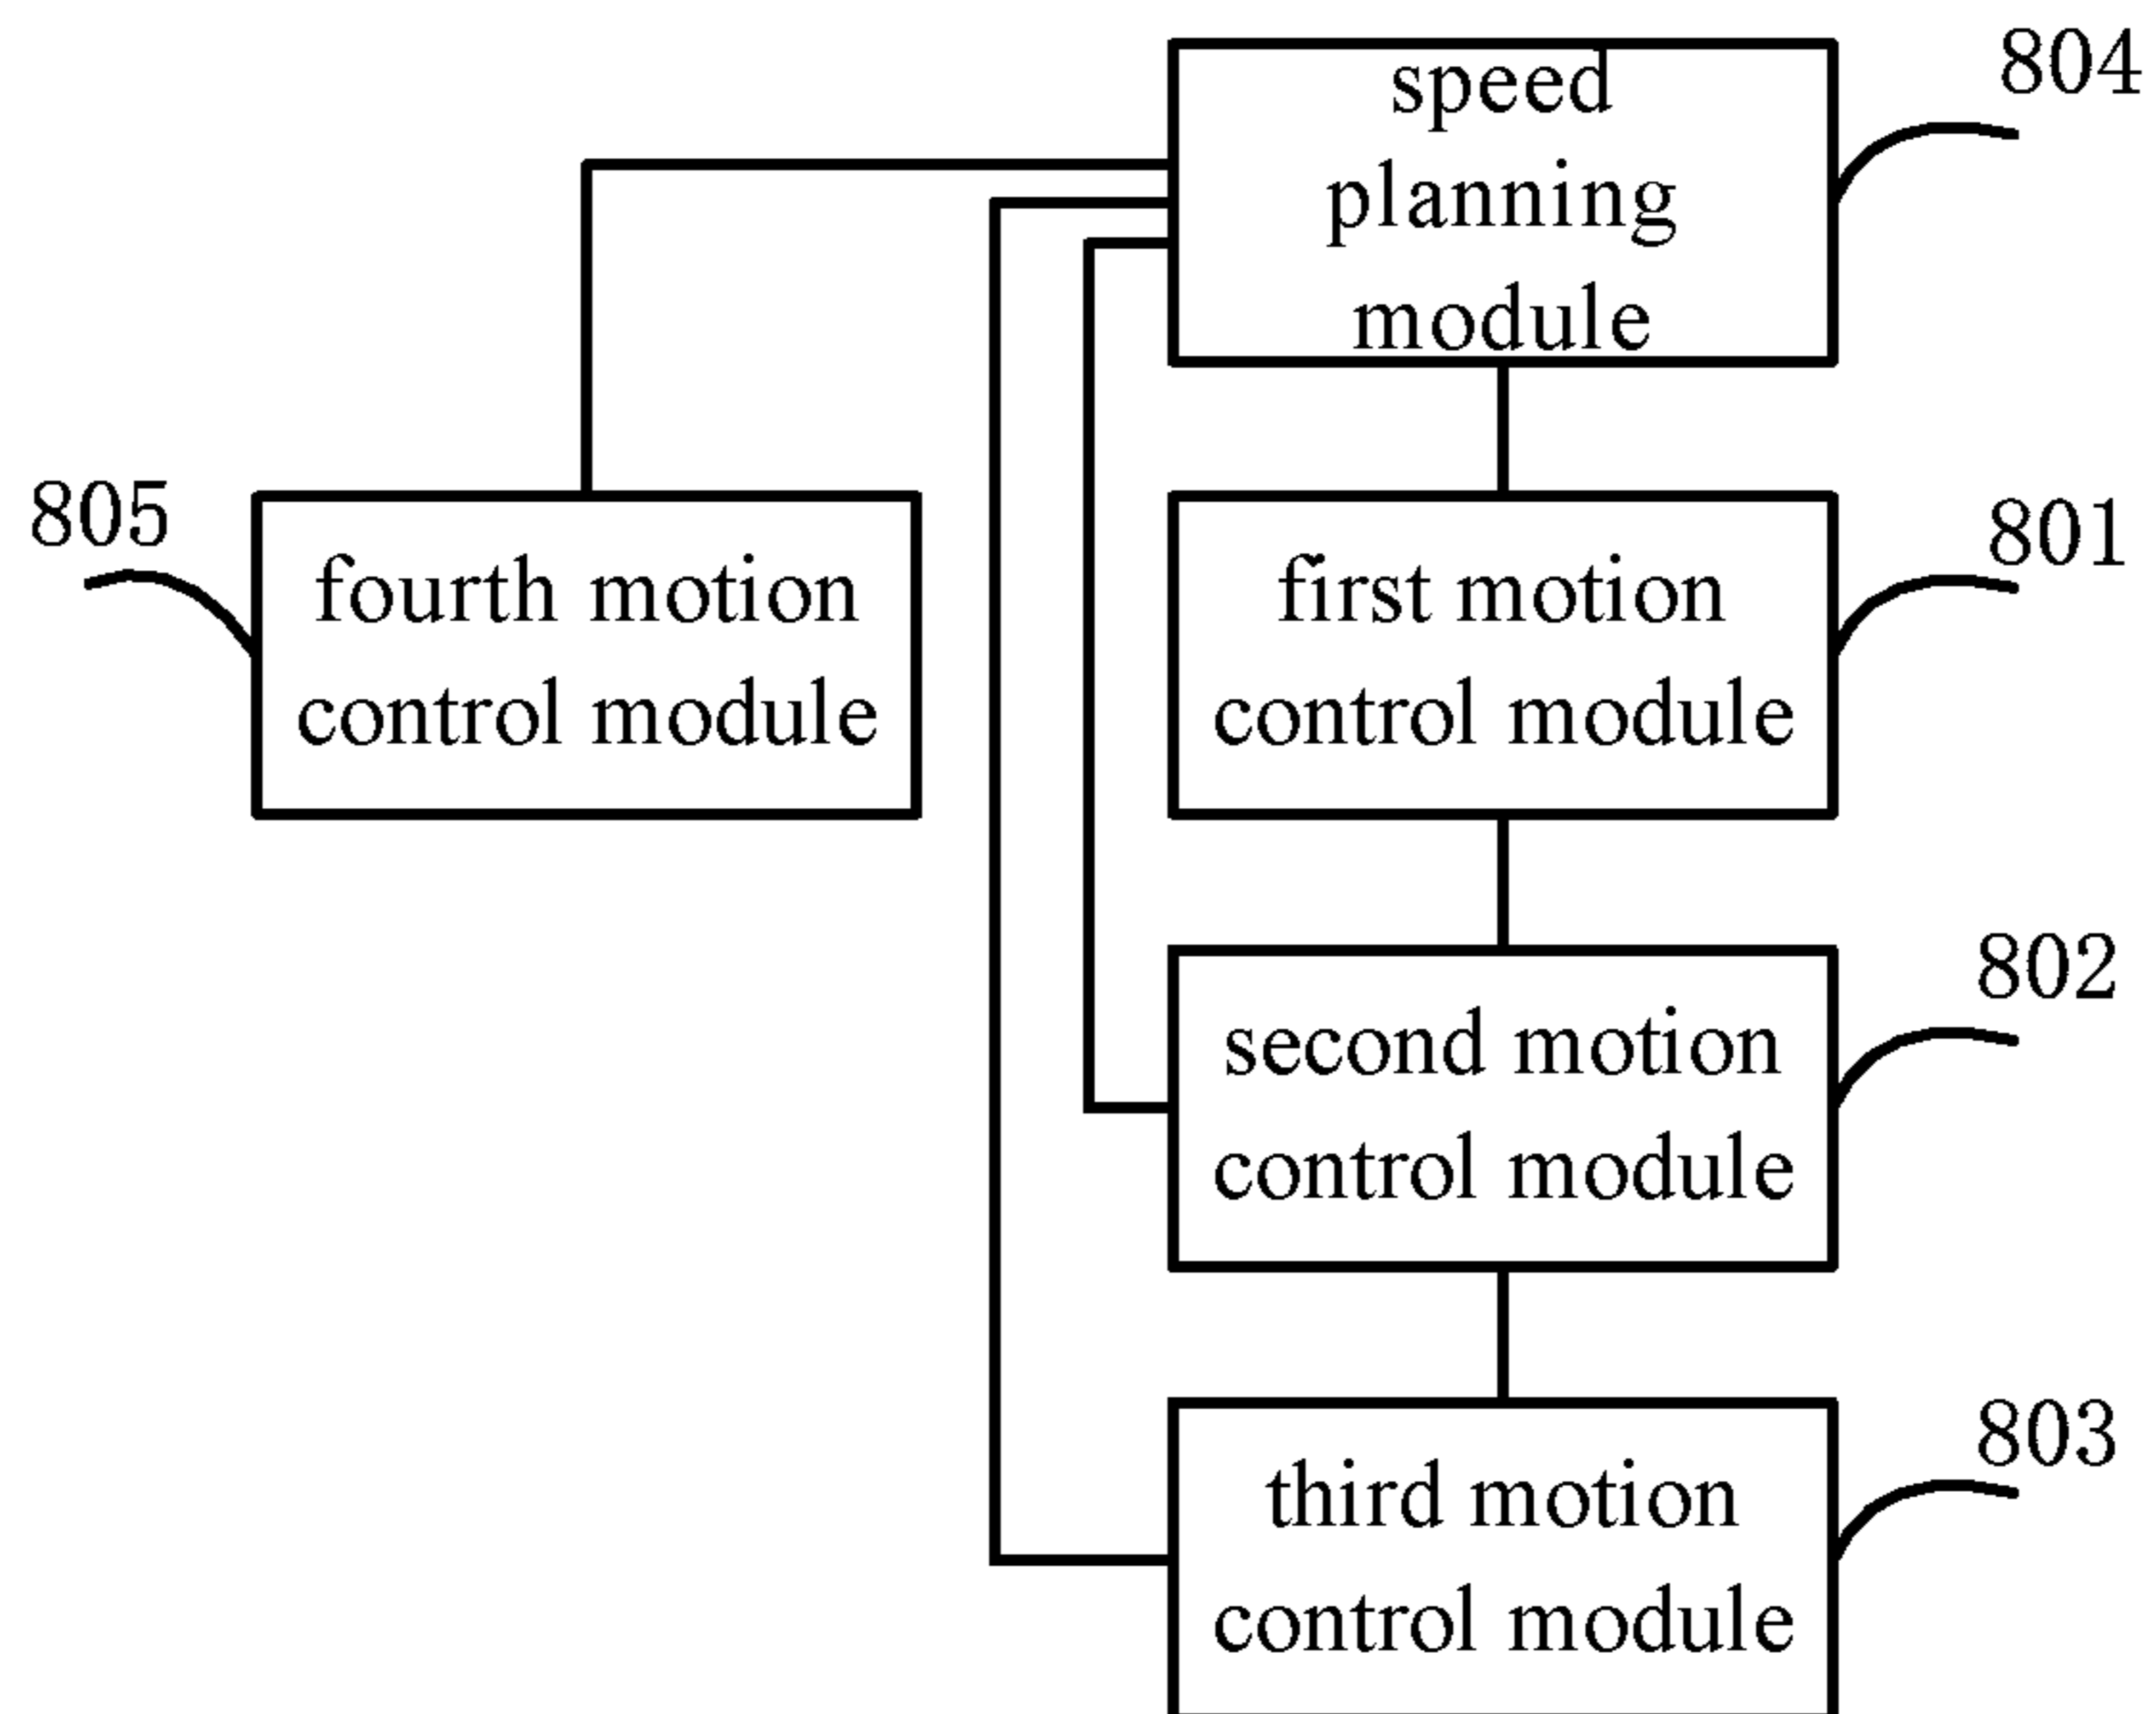 speed
planning
module
804
805
fourth motion
control module
first motion
control module
801
second motion
control module
802
third motion
control module
803